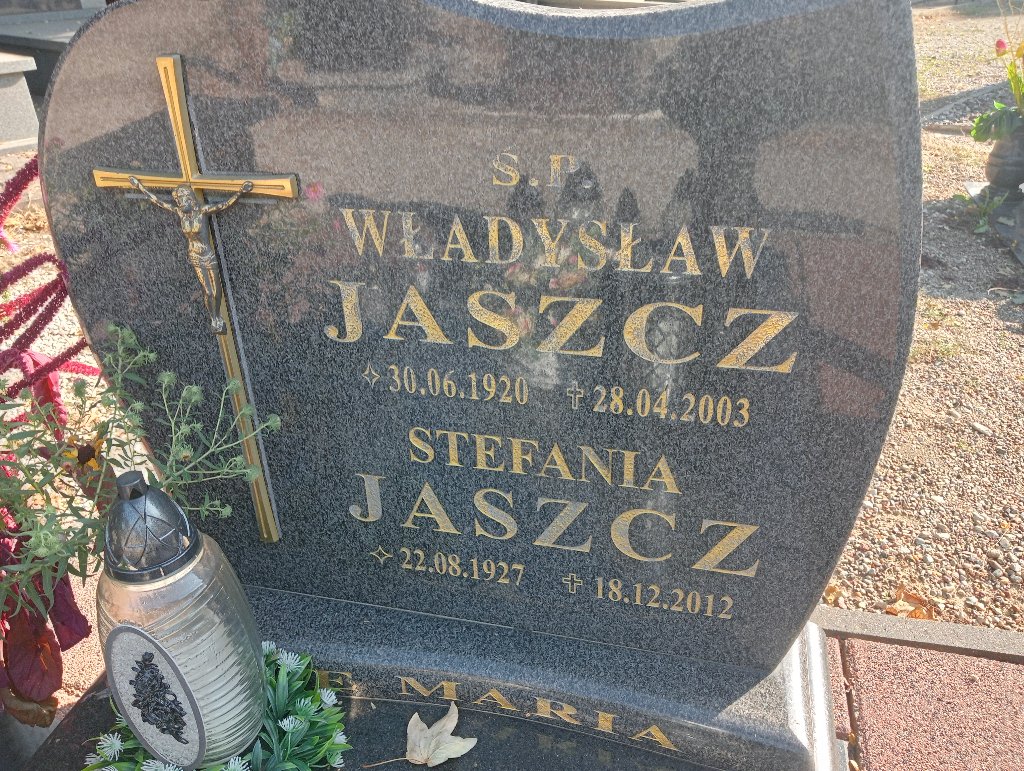 Ś.P.
WŁADYSŁAW
JASZCZ
30.06.1920 28.04.2003
STEFANIA
JASZCZ
22.08.1927 18.12.2012
E MARIA